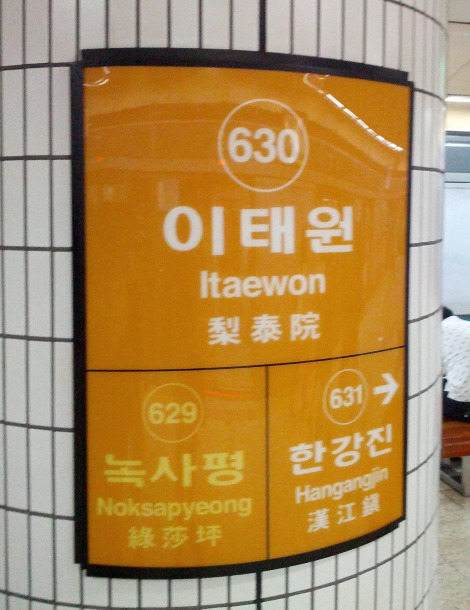 630
이태원
Itaewon
梨泰院
629
녹사평
Noksapyeong
綠莎坪
631 →
한강진
Hangangjin
漢江鎭